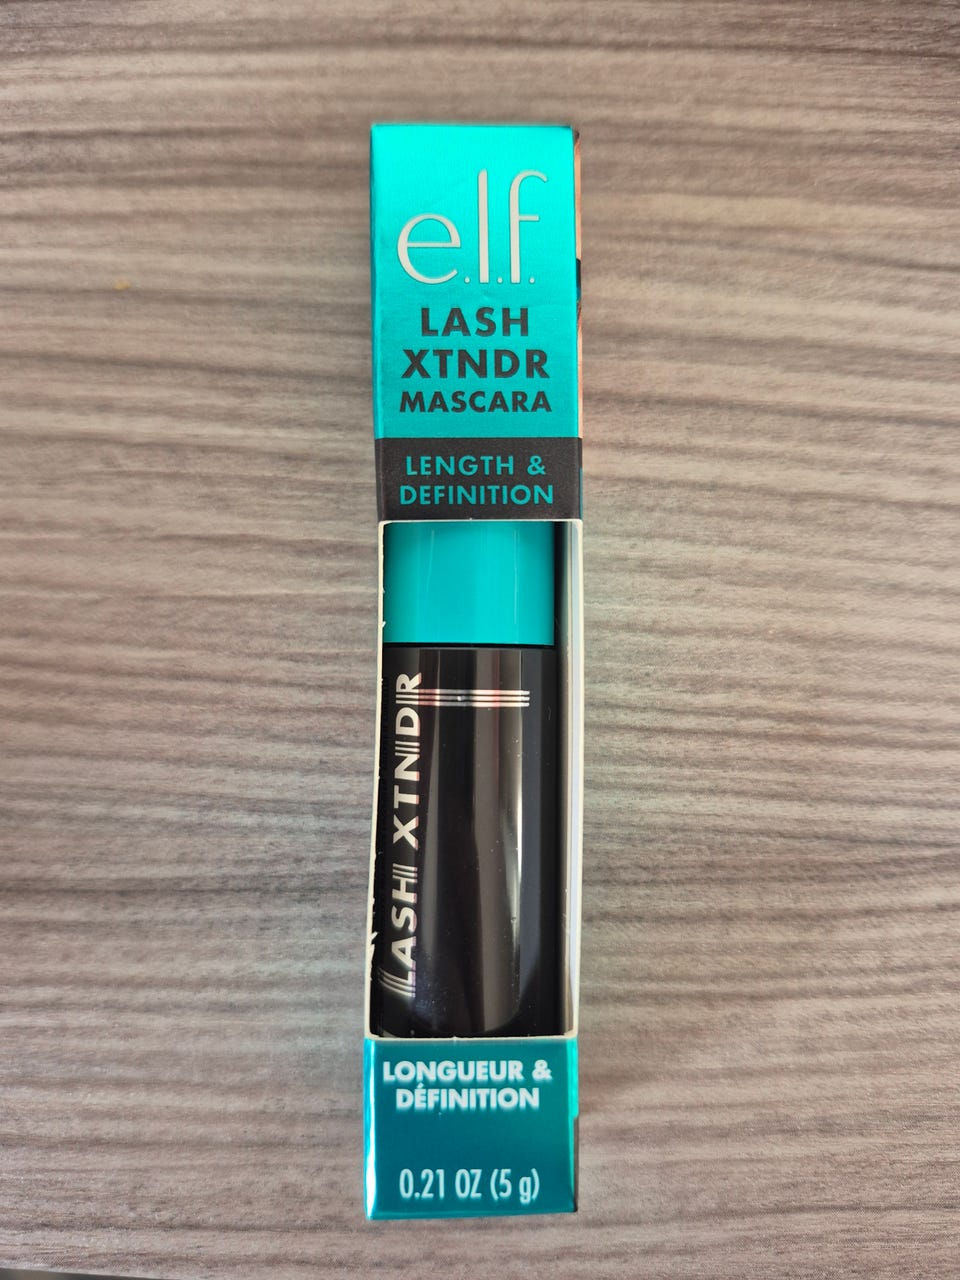 e.l.f.
LASH
XTNDR
MASCARA
LENGTH &
DEFINITION
LASH XTNDR
LONGUEUR &
DÉFINITION
0.21 OZ (5 g)